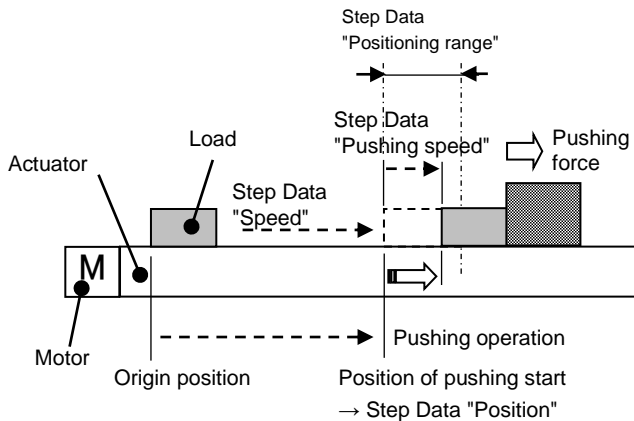 Step Data
"Positioning range"
Step Data
"Pushing speed"
Pushing
force
Load
Actuator
Step Data
"Speed"
M
Motor
Pushing operation
Origin position
Position of pushing start
→ Step Data "Position"